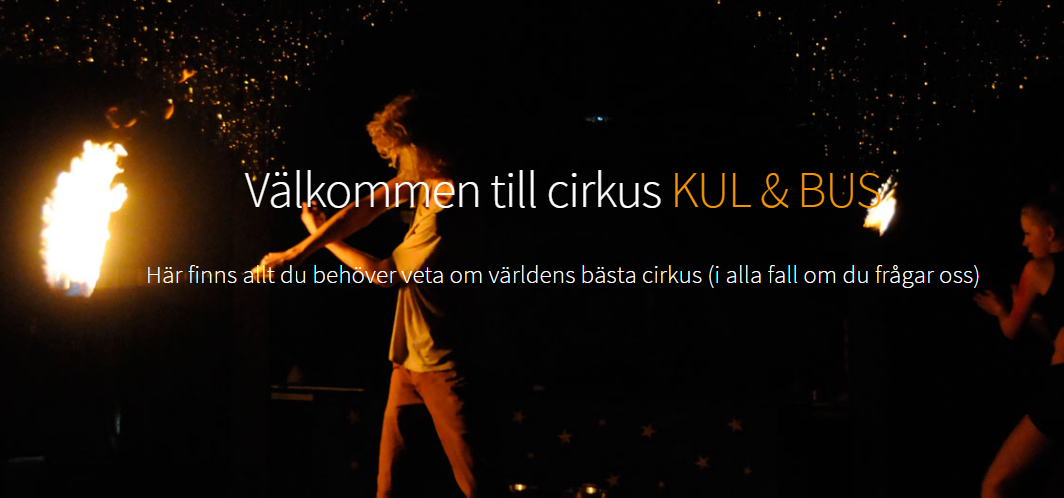 Välkommen till cirkus KUL & BUS
Här finns allt du behöver veta om världens bästa cirkus (i alla fall om du frågar oss)